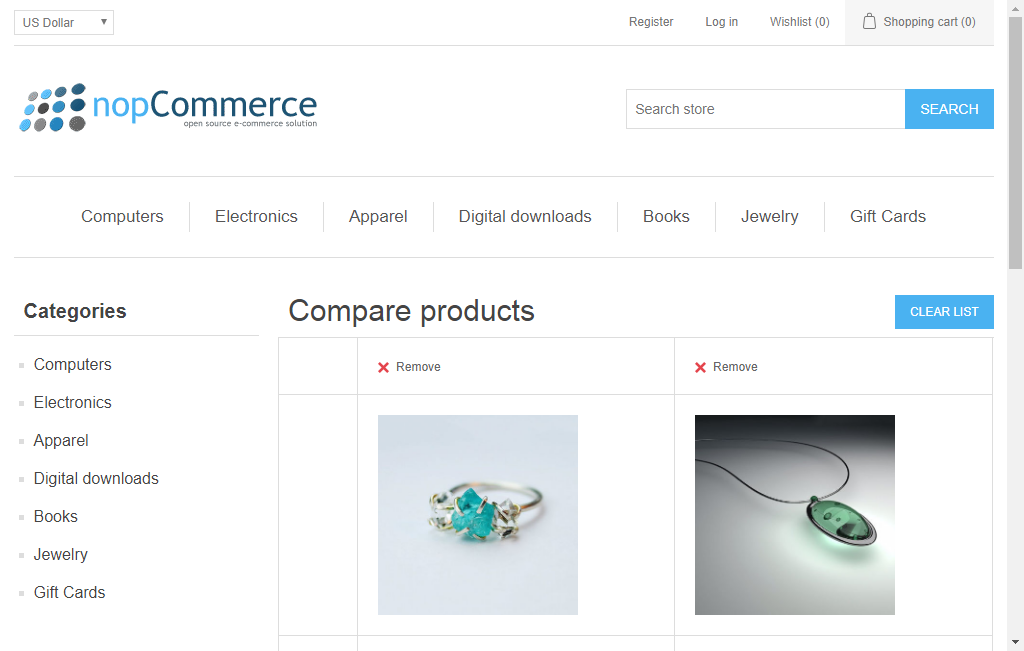 US Dollar
Register
Log in
Wishlist (0)
Shopping cart (0)
nopCommerce
open source e-commerce solution
Search store
SEARCH
Computers
Electronics
Apparel
Digital downloads
Books
Jewelry
Gift Cards
Categories
Computers
Electronics
Apparel
Digital downloads
Books
Jewelry
Gift Cards
Compare products
CLEAR LIST
Remove
Remove